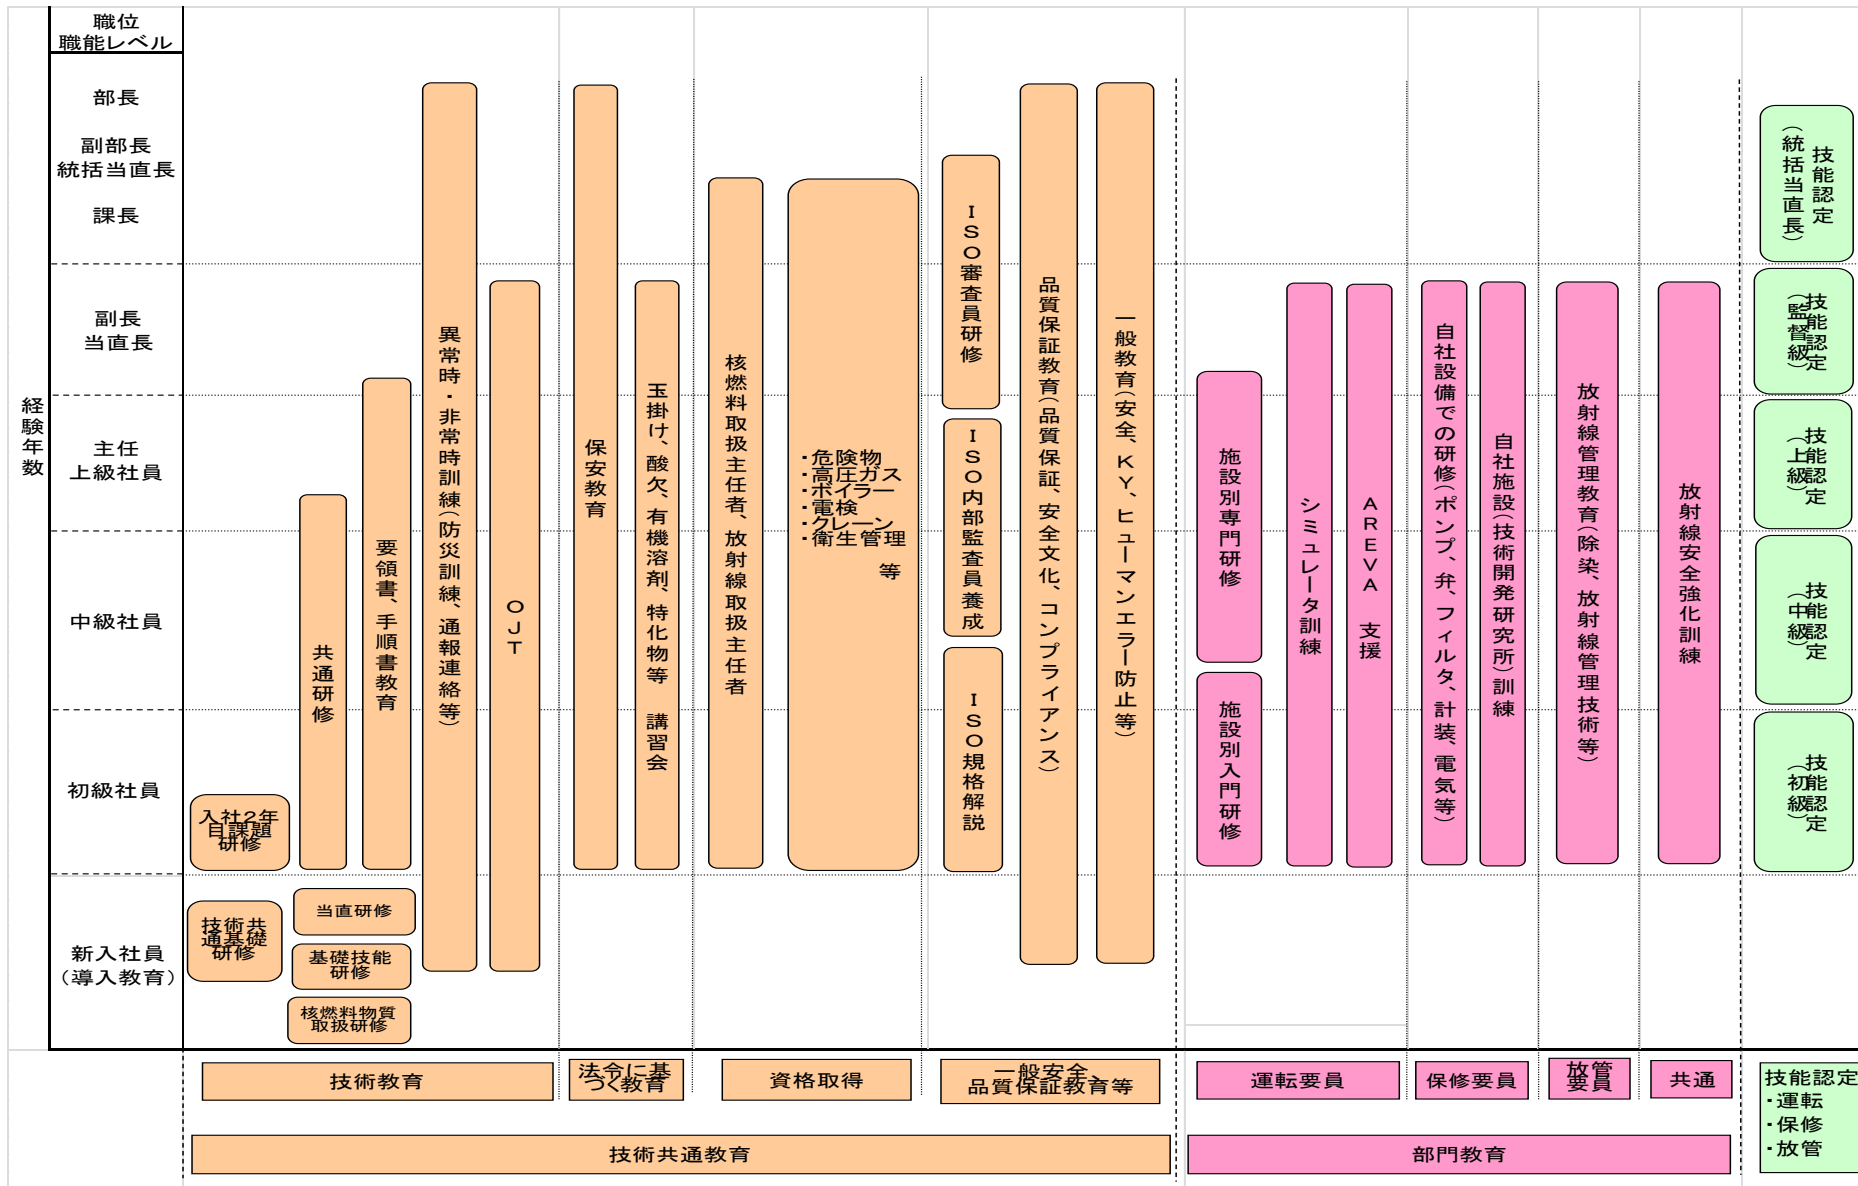 職位
職能レベル
経験年数
部長
副部長
統括当直長
課長
副長
当直長
主任
上級社員
中級社員
初級社員
新入社員
（導入教育）
入社2年
目課題
研修
技術共
通基礎
研修
共通研修
当直研修
基礎技能
研修
核燃料物質
取扱研修
要領書、手順書教育
異常時・非常時訓練（防災訓練、通報連絡等）
OJT
保安教育
玉掛け、酸欠、有機溶剤、特化物等 講習会
核燃料取扱主任者、放射線取扱主任者
・危険物
・高圧ガス
・ボイラー
・電検
・クレーン
・衛生管理
等
ISO審査員研修
ISO内部監査員養成
ISO規格解説
品質保証教育（品質保証、安全文化、コンプライアンス）
一般教育（安全、KY、ヒューマンエラー防止等）
施設別専門研修
施設別入門研修
シミュレータ訓練
AREVA 支援
自社設備での研修（ポンプ、弁、フィルタ、計装、電気等）
自社施設（技術開発研究所）訓練
放射線管理教育（除染、放射線管理技術等）
放射線安全強化訓練
技能認定
（統括当直長）
技能認定
（監督級）
技能認定
（上級）
技能認定
（中級）
技能認定
（初級）
技術教育
法令に基
づく教育
資格取得
一般安全、
品質保証教育等
運転要員
保修要員
放管
要員
共通
技能認定
・運転
・保修
・放管
技術共通教育
部門教育